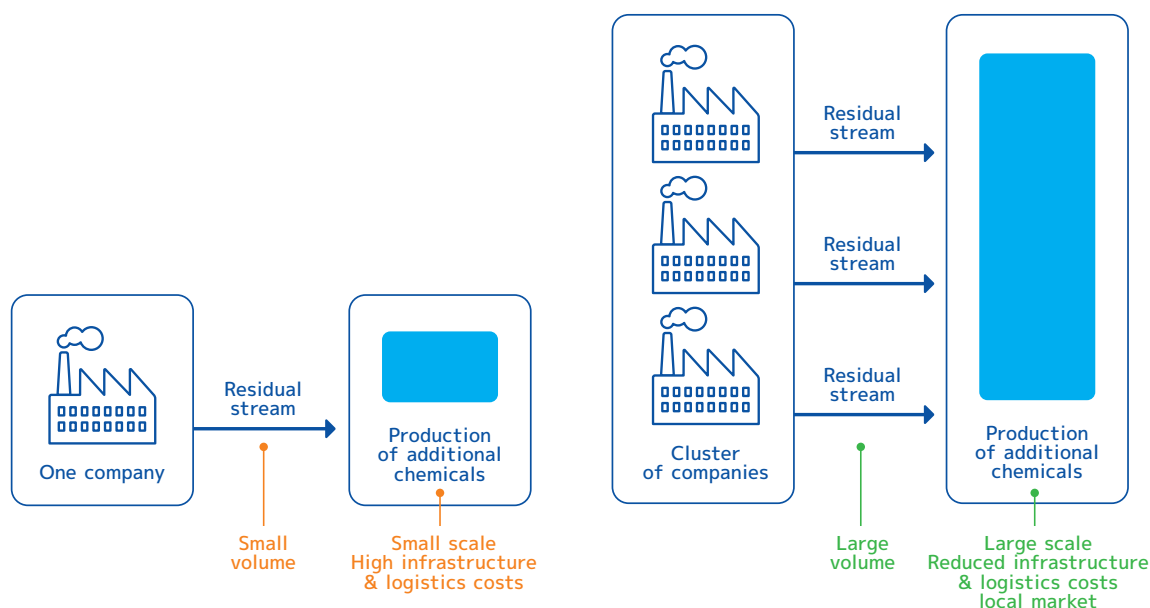 Residual
stream
One company
Production
of additional
chemicals
Small
volume
Small scale
High infrastructure
& logistics costs
Residual
stream
Residual
stream
Residual
stream
Cluster
of companies
Production
of additional
chemicals
Large
volume
Large scale
Reduced infrastructure
& logistics costs
local market